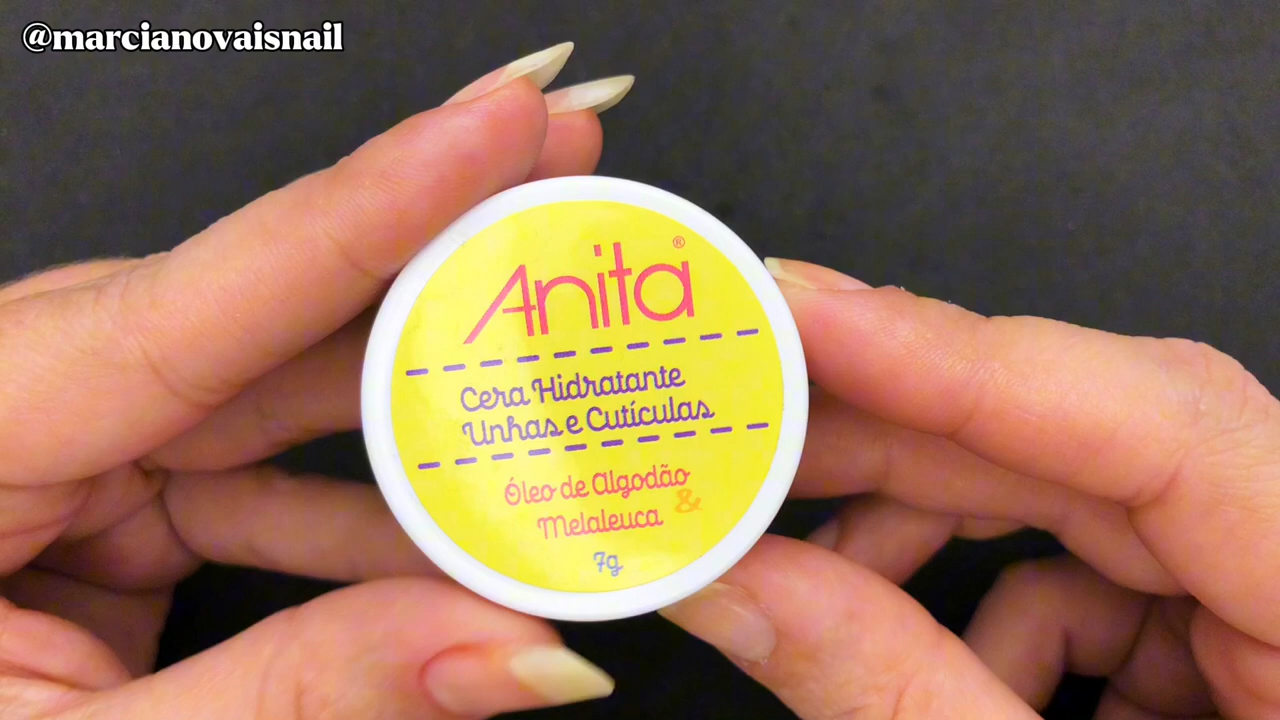 @marcianovaisnail
Anita®
Cera Hidratante
Unhas e Cutículas
Óleo de Algodão
&
Melaleuca
7g